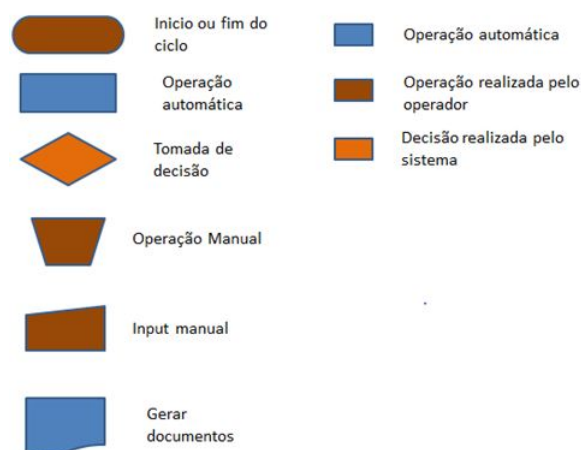 Inicio ou fim do
ciclo
Operação
automática
Tomada de
decisão
Operação Manual
Input manual
Gerar
documentos
Operação automática
Operação realizada pelo
operador
Decisão realizada pelo
sistema